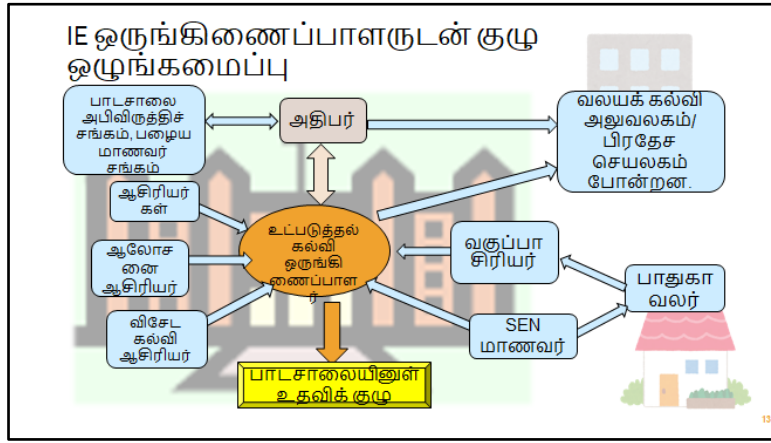 IE ஒருங்கிணைப்பாளருடன் குழு
ஒழுங்கமைப்பு
பாடசாலை
அபிவிருத்திச்
சங்கம், பழைய
மாணவர்
சங்கம்
அதிபர்
வலயக் கல்வி
அலுவலகம்/
பிரதேச
செயலகம்
போன்றன.
ஆசிரியர்
கள்
உட்படுத்தல்
கல்வி
ஒருங்கி
ணைப்பாள
ர்
வகுப்பா
சிரியர்
ஆலோச
னை
ஆசிரியர்
பாதுகா
வலர்
விசேட
கல்வி
ஆசிரியர்
SEN
மாணவர்
பாடசாலையினுள்
உதவிக் குழு
13